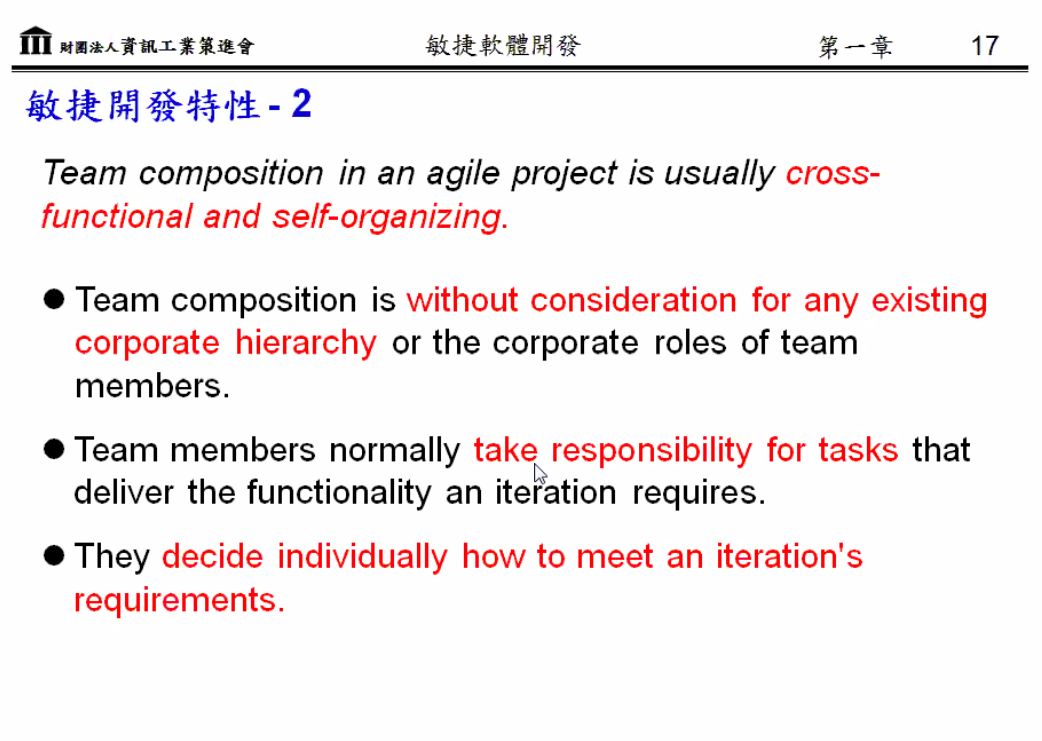 財團法人資訊工業策進會 敏捷軟體開發 第一章 17
敏捷開發特性 - 2
Team composition in an agile project is usually cross-
functional and self-organizing.
● Team composition is without consideration for any existing
corporate hierarchy or the corporate roles of team
members.
● Team members normally take responsibility for tasks that
deliver the functionality an iteration requires.
● They decide individually how to meet an iteration's
requirements.